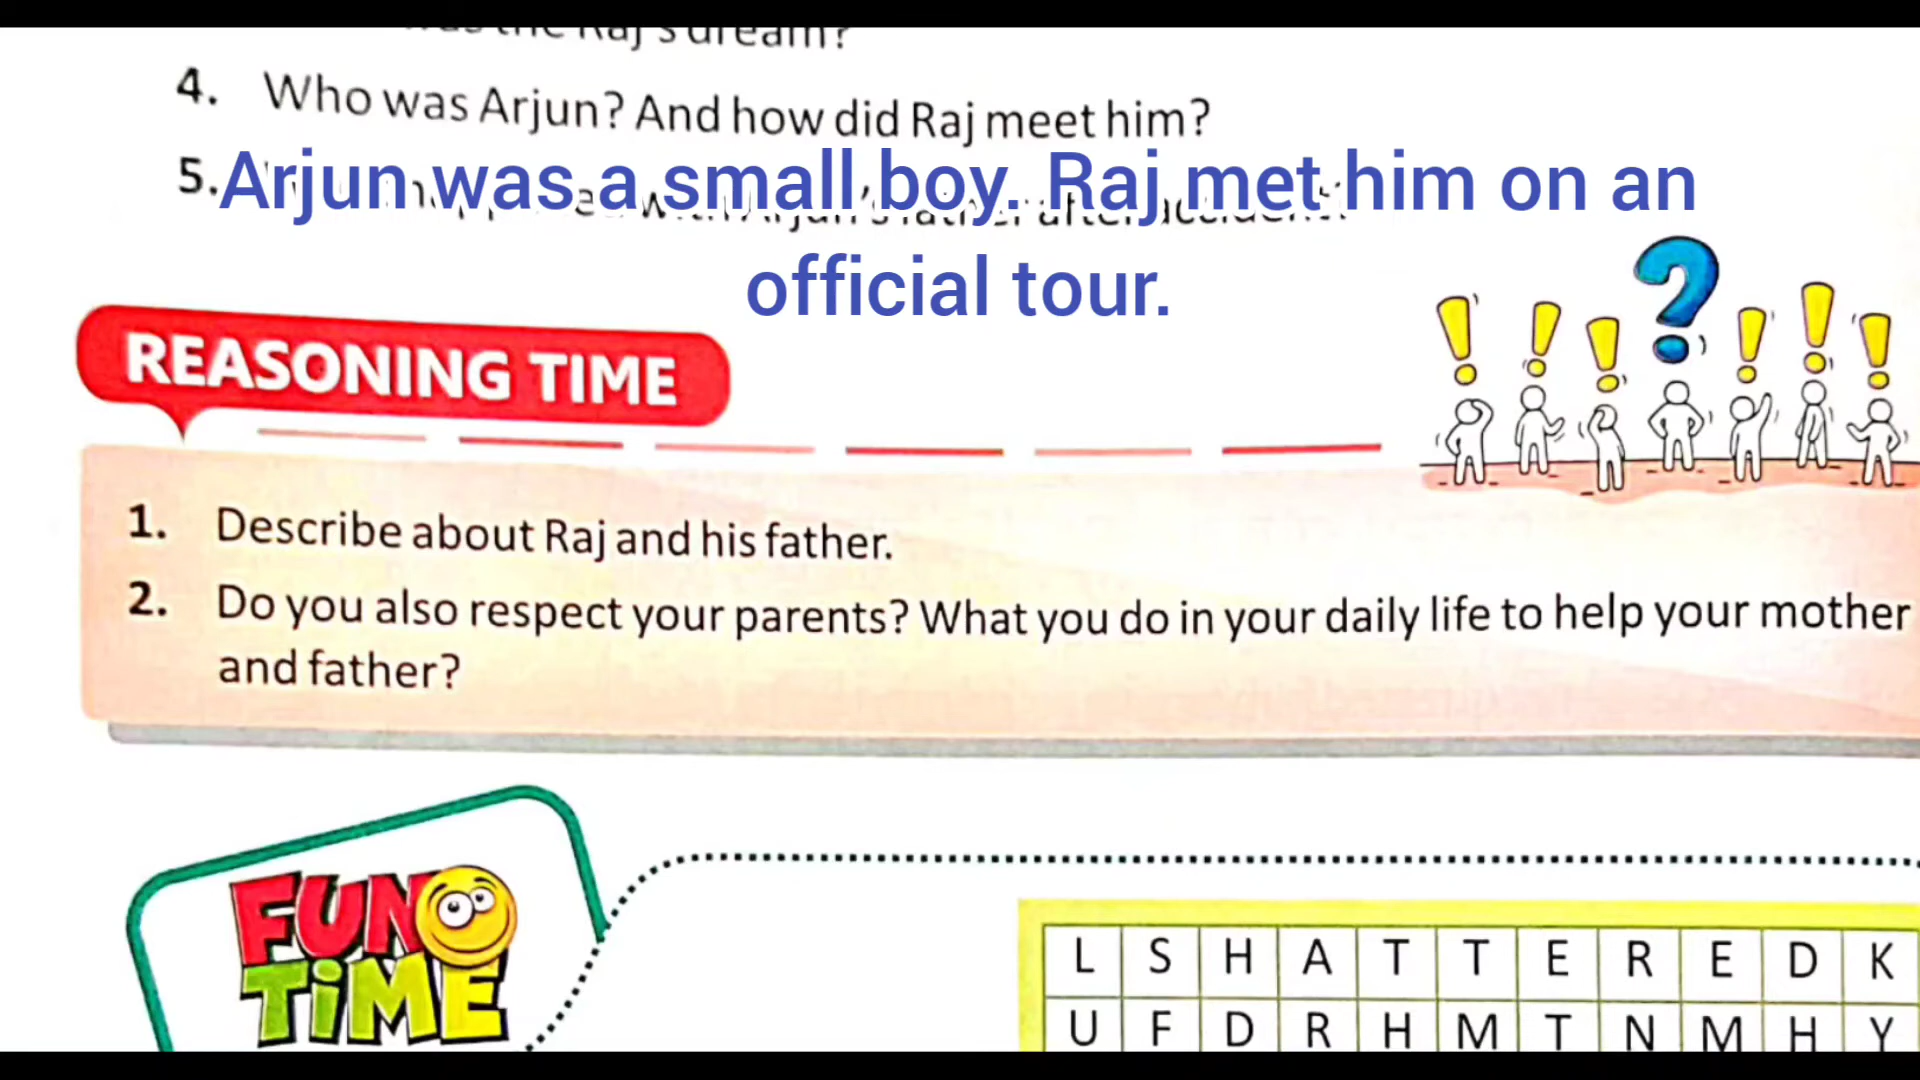 Raj's dream?
4. Who was Arjun? And how did Raj meet him?
5.
Arjun was a small boy. Raj met him on an
official tour.
REASONING TIME
1. Describe about Raj and his father.
2. Do you also respect your parents? What you do in your daily life to help your mother
and father?
FUN
TiME
L S H A T T E R E D K
U F D R H M T N M H Y